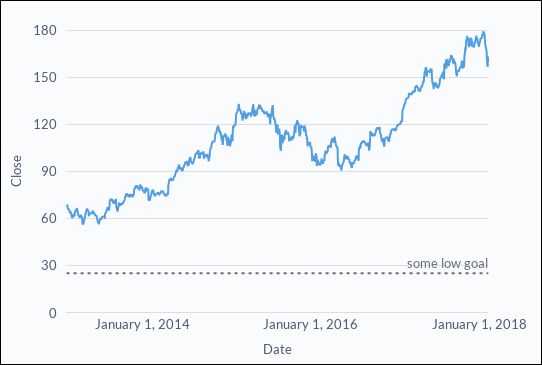 180
150
120
90
60
30
0
Close
some low goal
January 1, 2014
January 1, 2016
January 1, 2018
Date